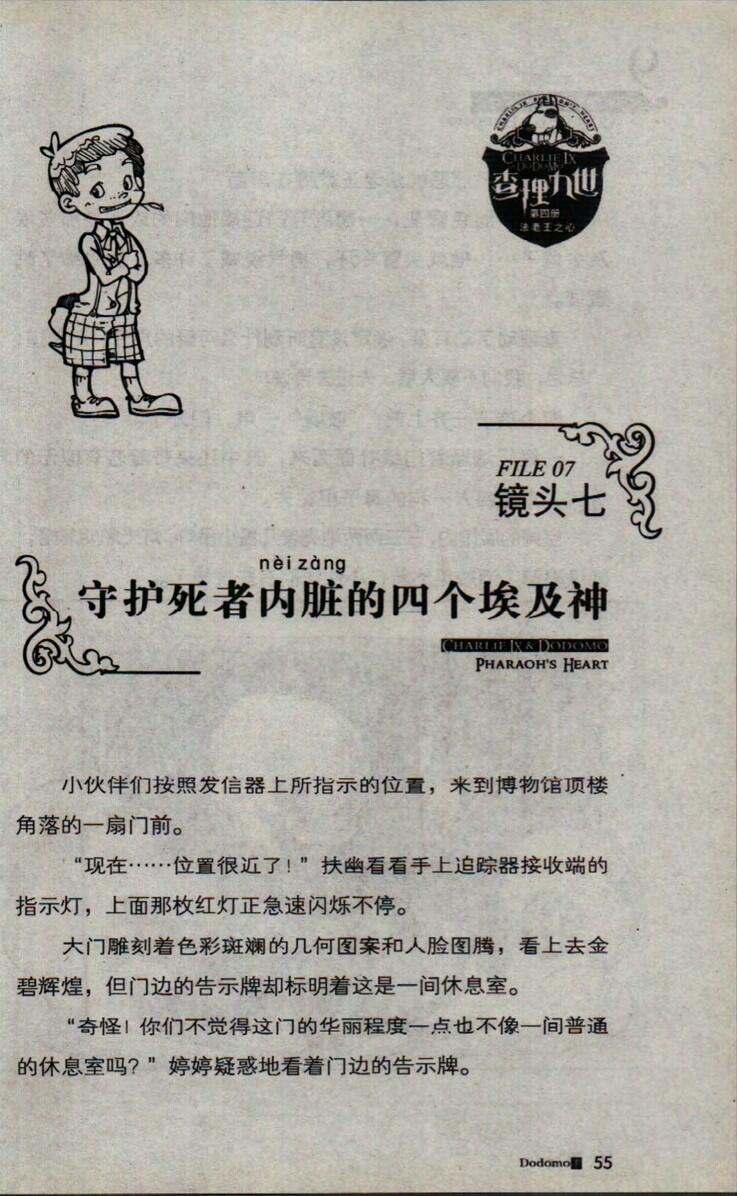 CHARLIE IX
DODOMO
查理九世
第四册
法老王之心
FILE 07
镜头七
nèi zàng
守护死者内脏的四个埃及神
CHARLIE IX & DODOMO
PHARAOH'S HEART
小伙伴们按照发信器上所指示的位置，来到博物馆顶楼
角落的一扇门前。
“现在……位置很近了！”扶幽看看手上追踪器接收端的
指示灯，上面那枚红灯正急速闪烁不停。
大门雕刻着色彩斑斓的几何图案和人脸图腾，看上去金
碧辉煌，但门边的告示牌却标明着这是一间休息室。
“奇怪！你们不觉得这门的华丽程度一点也不像一间普通
的休息室吗？”婷婷疑惑地看着门边的告示牌。
Dodomo 55